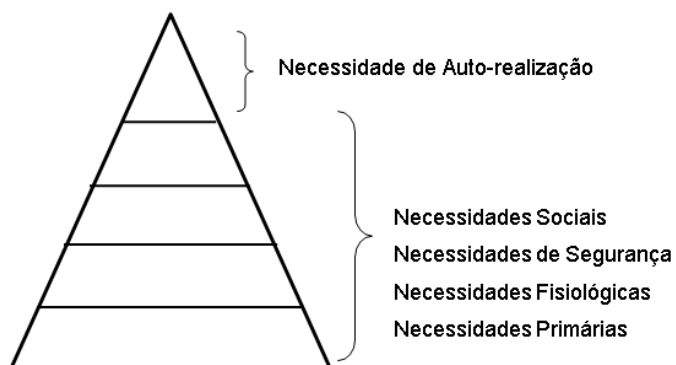 Necessidade de Auto-realização
Necessidades Sociais
Necessidades de Segurança
Necessidades Fisiológicas
Necessidades Primárias